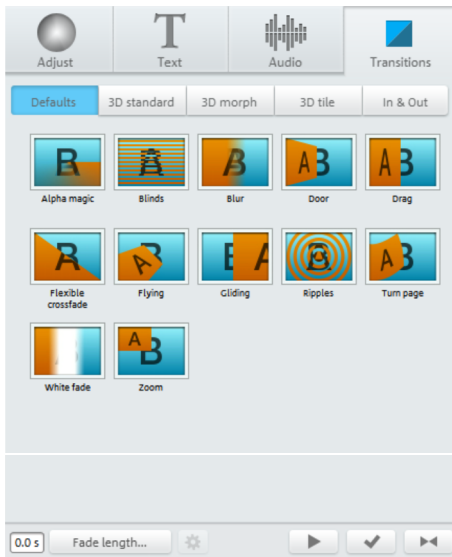 Adjust
T
Text
Audio
Transitions
Defaults
3D standard
3D morph
3D tile
In & Out
Alpha magic
Blinds
Blur
Door
Drag
Flexible
crossfade
Flying
Gliding
Ripples
Turn page
White fade
Zoom
0.0 s
Fade length...